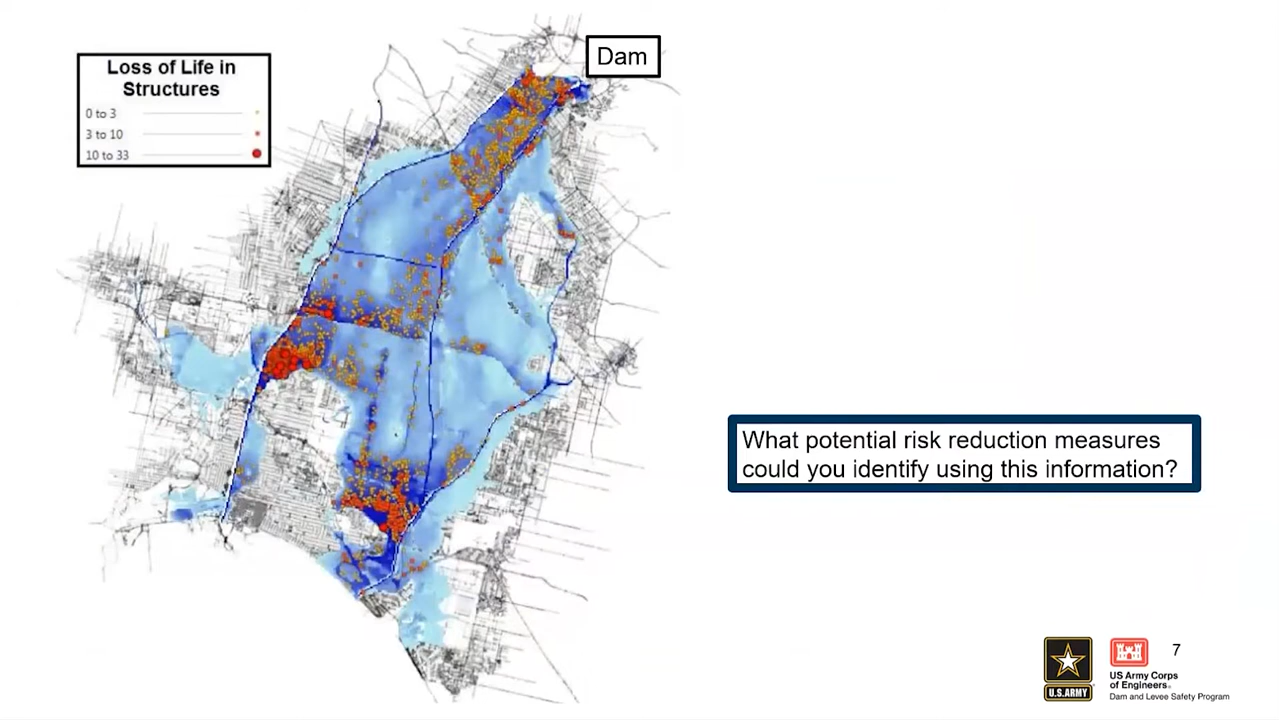 Loss of Life in
Structures
0 to 3
3 to 10
10 to 33
Dam
What potential risk reduction measures
could you identify using this information?
7
U.S.ARMY
US Army Corps
of Engineers®
Dam and Levee Safety Program